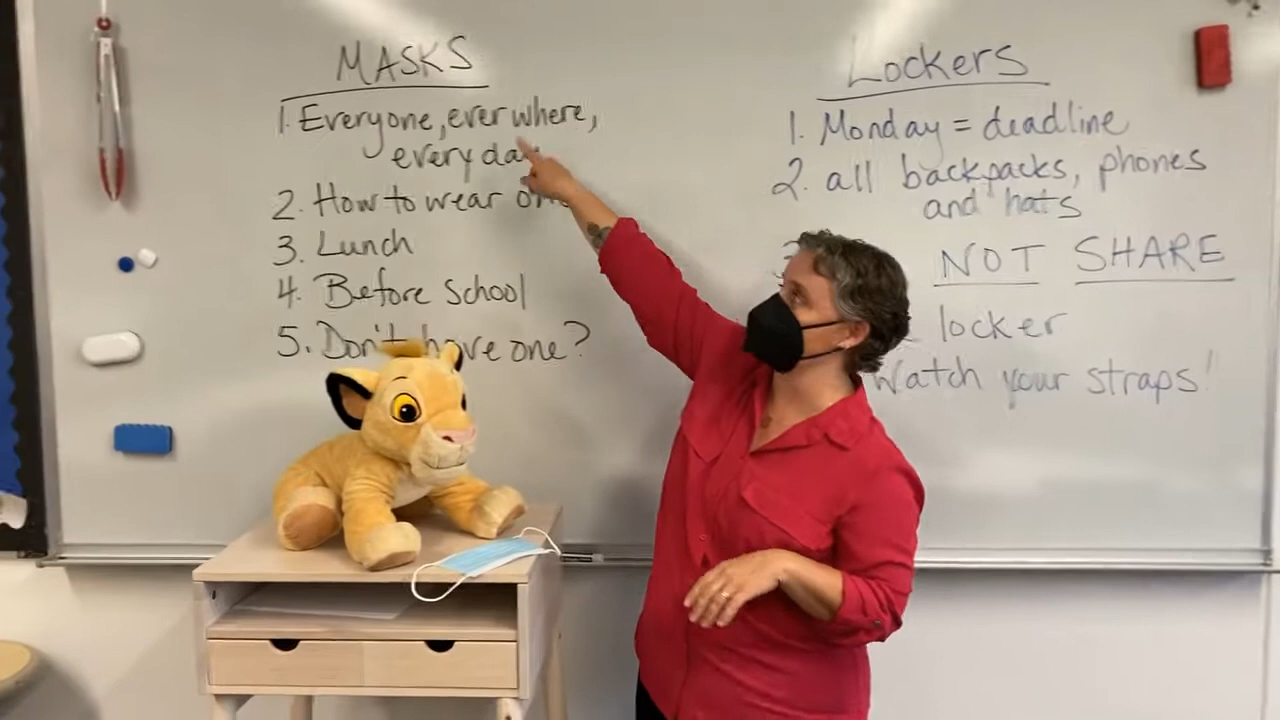 MASKS
1. Everyone, ever where,
every day
2. How to wear one
3. Lunch
4. Before School
5. Don't have one?
Lockers
1. Monday = deadline
2. all backpacks, phones
and hats
NOT SHARE
locker
Watch your straps!